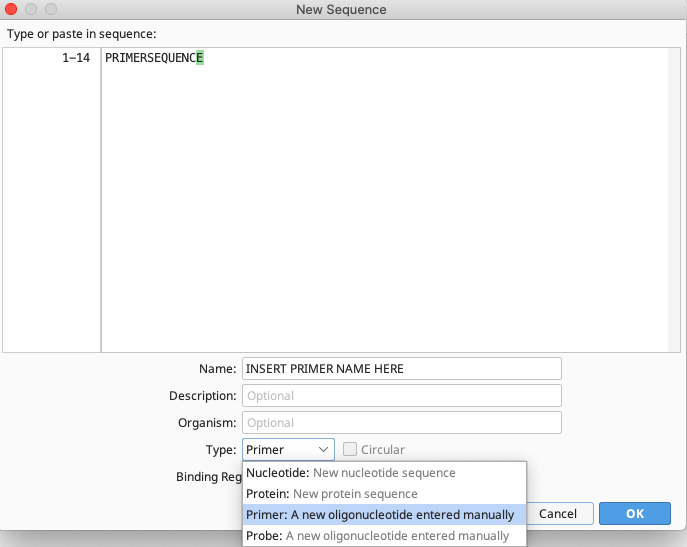 New Sequence
Type or paste in sequence:
1-14 PRIMERSEQUENCE
Name: INSERT PRIMER NAME HERE
Description: Optional
Organism: Optional
Type: Primer Circular
Binding Reg
Nucleotide: New nucleotide sequence
Protein: New protein sequence
Primer: A new oligonucleotide entered manually
Probe: A new oligonucleotide entered manually
Cancel OK